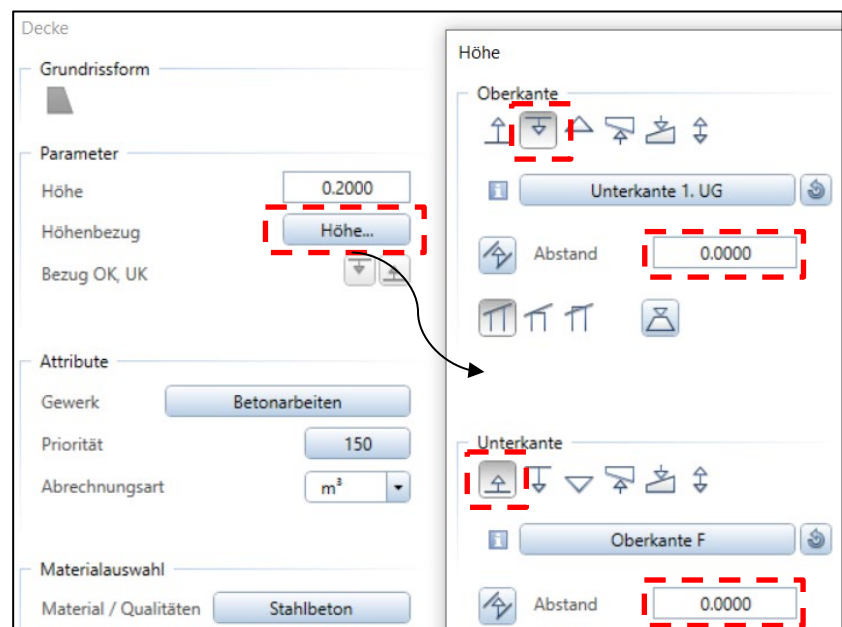 Decke
Grundrissform
Parameter
Höhe 0.2000
Höhenbezug Höhe...
Bezug OK, UK
Attribute
Gewerk Betonarbeiten
Priorität 150
Abrechnungsart m³
Materialauswahl
Material / Qualitäten Stahlbeton
Höhe
Oberkante
Unterkante 1. UG
Abstand 0.0000
Unterkante
Oberkante F
Abstand 0.0000